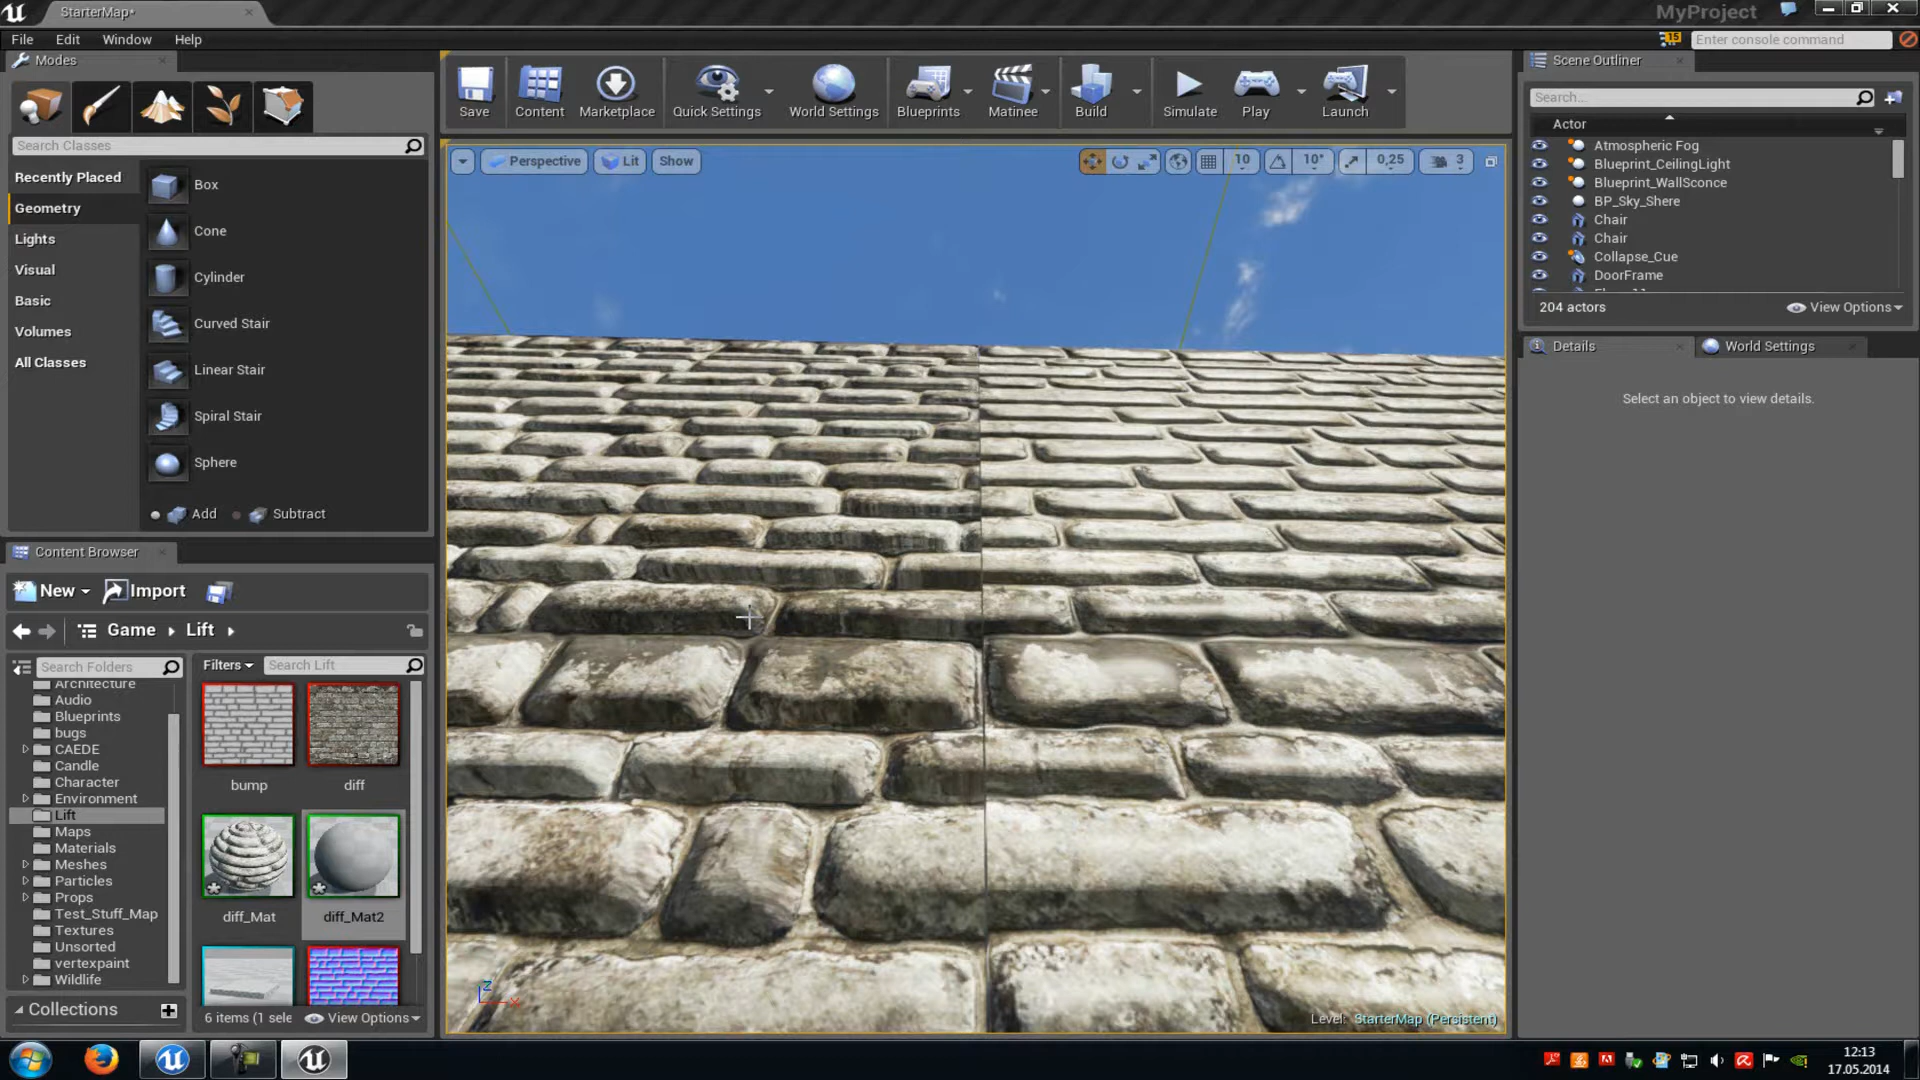 StarterMap*
MyProject
File Edit Window Help
15 Enter console command
Modes
Search Classes
Recently Placed
Geometry
Lights
Visual
Basic
Volumes
All Classes
Box
Cone
Cylinder
Curved Stair
Linear Stair
Spiral Stair
Sphere
Add Subtract
Save
Content
Marketplace
Quick Settings
World Settings
Blueprints
Matinee
Build
Simulate
Play
Launch
Perspective Lit Show
10 10° 0,25 3
Scene Outliner
Search...
Actor
Atmospheric Fog
Blueprint_CeilingLight
Blueprint_WallSconce
BP_Sky_Shere
Chair
Chair
Collapse_Cue
DoorFrame
204 actors View Options
Details World Settings
Select an object to view details.
Content Browser
New Import
Game Lift
Search Folders
Architecture
Audio
Blueprints
bugs
CAEDE
Candle
Character
Environment
Lift
Maps
Materials
Meshes
Particles
Props
Test_Stuff_Map
Textures
Unsorted
vertexpaint
Wildlife
Collections
Filters Search Lift
bump diff
diff_Mat diff_Mat2
6 items (1 sele View Options
Z
X
Level: StarterMap (Persistent)
12:13
17.05.2014